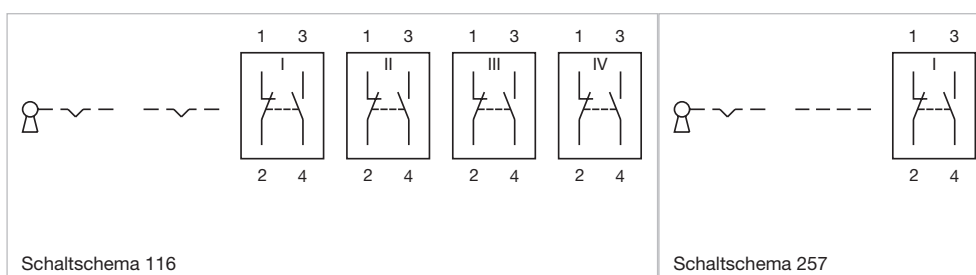 1 3 1 3 1 3 1 3 1 3
I II III IV I
2 4 2 4 2 4 2 4 2 4
Schaltschema 116
Schaltschema 257